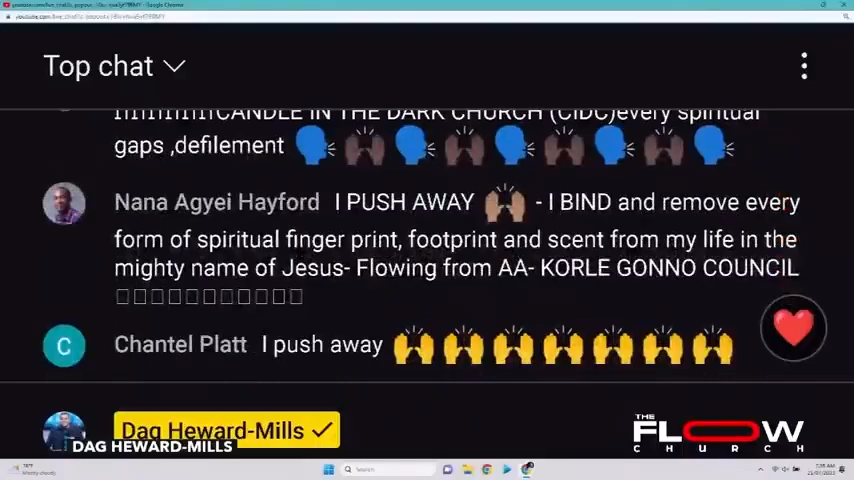 Top chat
CANDLE IN THE DARK CHURCH (CIDC)every spiritual
gaps ,defilement
Nana Agyei Hayford I PUSH AWAY - I BIND and remove every
form of spiritual finger print, footprint and scent from my life in the
mighty name of Jesus- Flowing from AA- KORLE GONNO COUNCIL
C
Chantel Platt I push away
Dag Heward-Mills
DAG HEWARD-MILLS
THE
FLOW
CHURCH
Search